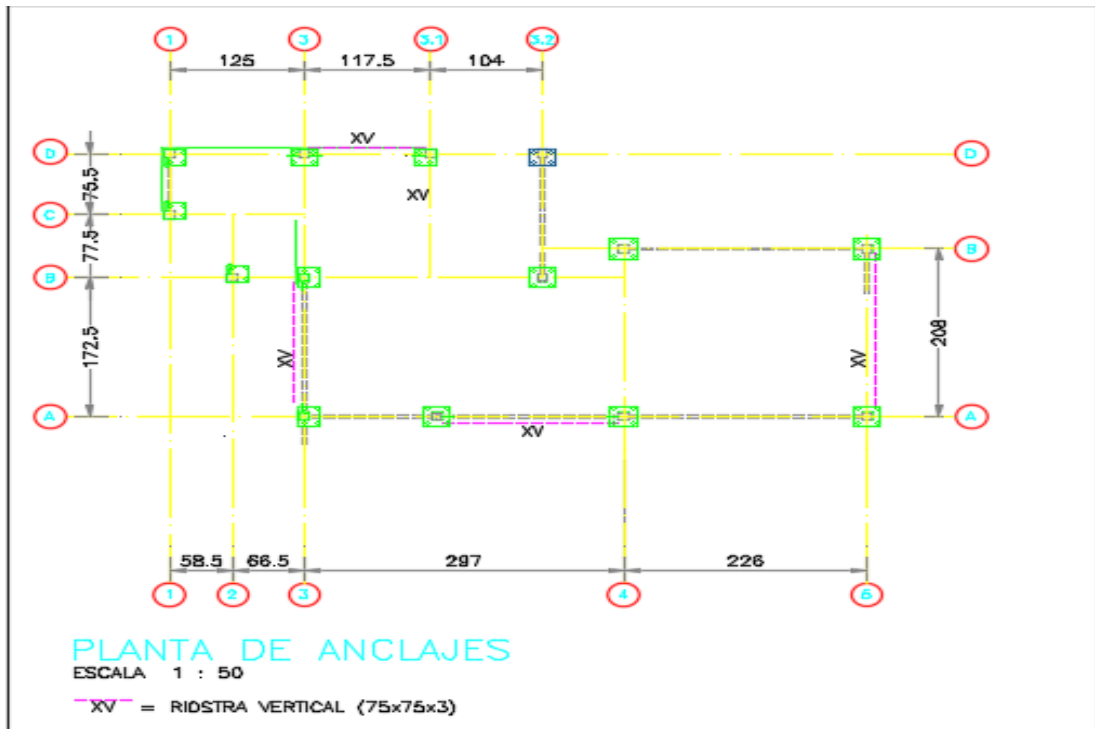 1 3 3.1 3.2
125 117.5 104
XV
D D
75.5
XV
C
77.5
B B
B
172.5 XV XV 208
A A
XV
58.5 66.5 297 226
1 2 3 4 5
PLANTA DE ANCLAJES
ESCALA 1 : 50
XV = RIOSTRA VERTICAL (75x75x3)